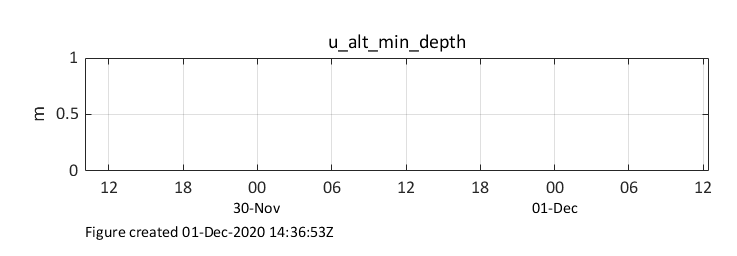 u_alt_min_depth
1
0.5
0
m
12 18 00 06 12 18 00 06 12
30-Nov 01-Dec
Figure created 01-Dec-2020 14:36:53Z